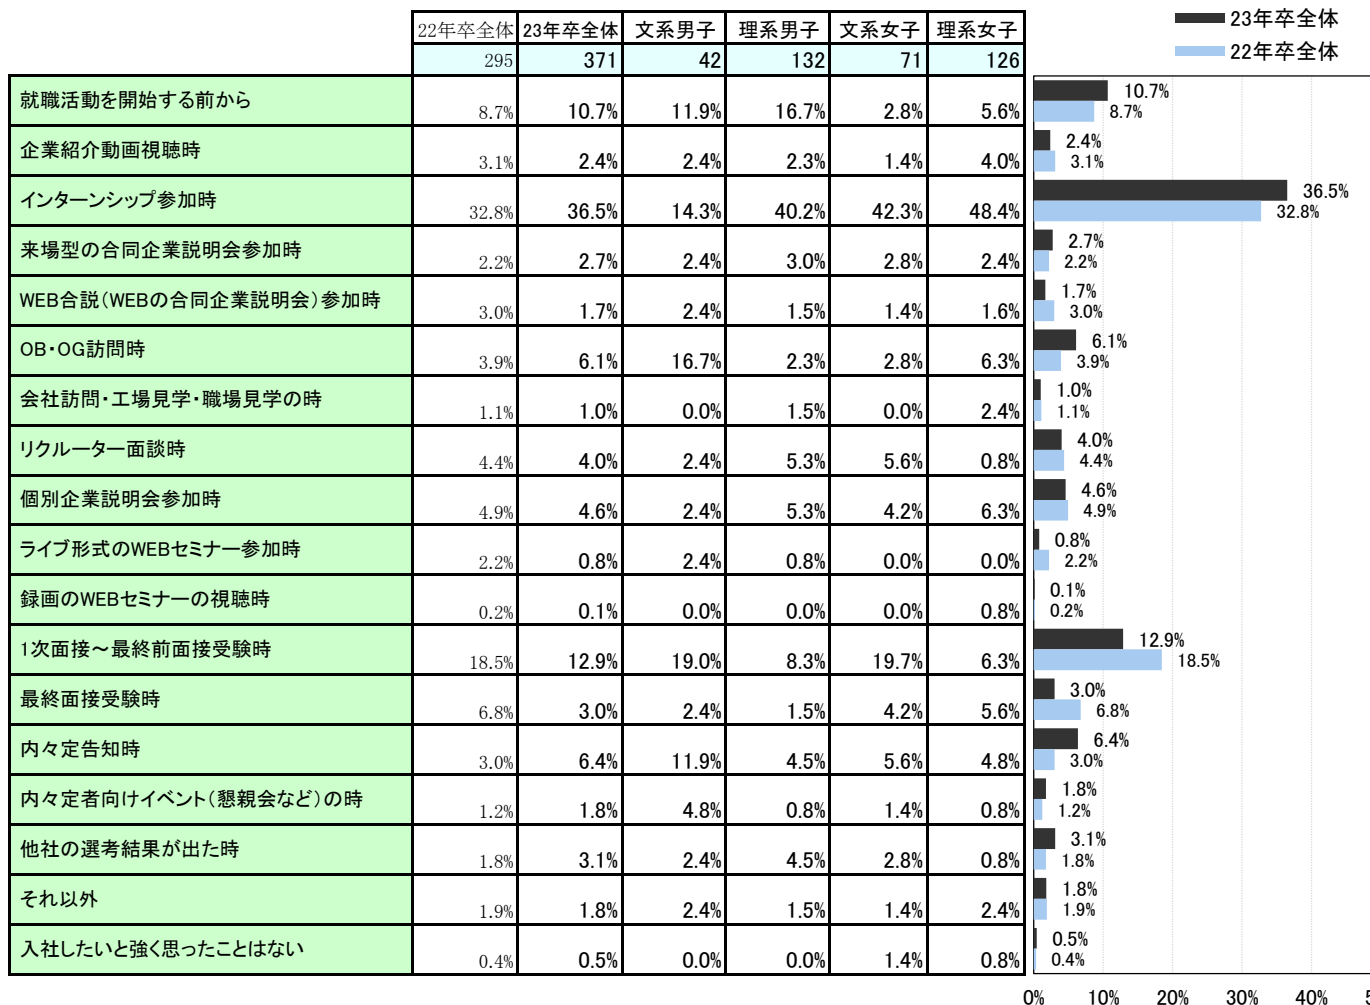 22年卒全体 23年卒全体 文系男子 理系男子 文系女子 理系女子
295 371 42 132 71 126
就職活動を開始する前から 8.7% 10.7% 11.9% 16.7% 2.8% 5.6%
企業紹介動画視聴時 3.1% 2.4% 2.4% 2.3% 1.4% 4.0%
インターンシップ参加時 32.8% 36.5% 14.3% 40.2% 42.3% 48.4%
来場型の合同企業説明会参加時 2.2% 2.7% 2.4% 3.0% 2.8% 2.4%
WEB合説(WEBの合同企業説明会)参加時 3.0% 1.7% 2.4% 1.5% 1.4% 1.6%
OB・OG訪問時 3.9% 6.1% 16.7% 2.3% 2.8% 6.3%
会社訪問・工場見学・職場見学の時 1.1% 1.0% 0.0% 1.5% 0.0% 2.4%
リクルーター面談時 4.4% 4.0% 2.4% 5.3% 5.6% 0.8%
個別企業説明会参加時 4.9% 4.6% 2.4% 5.3% 4.2% 6.3%
ライブ形式のWEBセミナー参加時 2.2% 0.8% 2.4% 0.8% 0.0% 0.0%
録画のWEBセミナーの視聴時 0.2% 0.1% 0.0% 0.0% 0.0% 0.8%
1次面接～最終前面接受験時 18.5% 12.9% 19.0% 8.3% 19.7% 6.3%
最終面接受験時 6.8% 3.0% 2.4% 1.5% 4.2% 5.6%
内々定告知時 3.0% 6.4% 11.9% 4.5% 5.6% 4.8%
内々定者向けイベント(懇親会など)の時 1.2% 1.8% 4.8% 0.8% 1.4% 0.8%
他社の選考結果が出た時 1.8% 3.1% 2.4% 4.5% 2.8% 0.8%
それ以外 1.9% 1.8% 2.4% 1.5% 1.4% 2.4%
入社したいと強く思ったことはない 0.4% 0.5% 0.0% 0.0% 1.4% 0.8%
23年卒全体
22年卒全体
10.7%
8.7%
2.4%
3.1%
36.5%
32.8%
2.7%
2.2%
1.7%
3.0%
6.1%
3.9%
1.0%
1.1%
4.0%
4.4%
4.6%
4.9%
0.8%
2.2%
0.1%
0.2%
12.9%
18.5%
3.0%
6.8%
6.4%
3.0%
1.8%
1.2%
3.1%
1.8%
1.8%
1.9%
0.5%
0.4%
0% 10% 20% 30% 40%